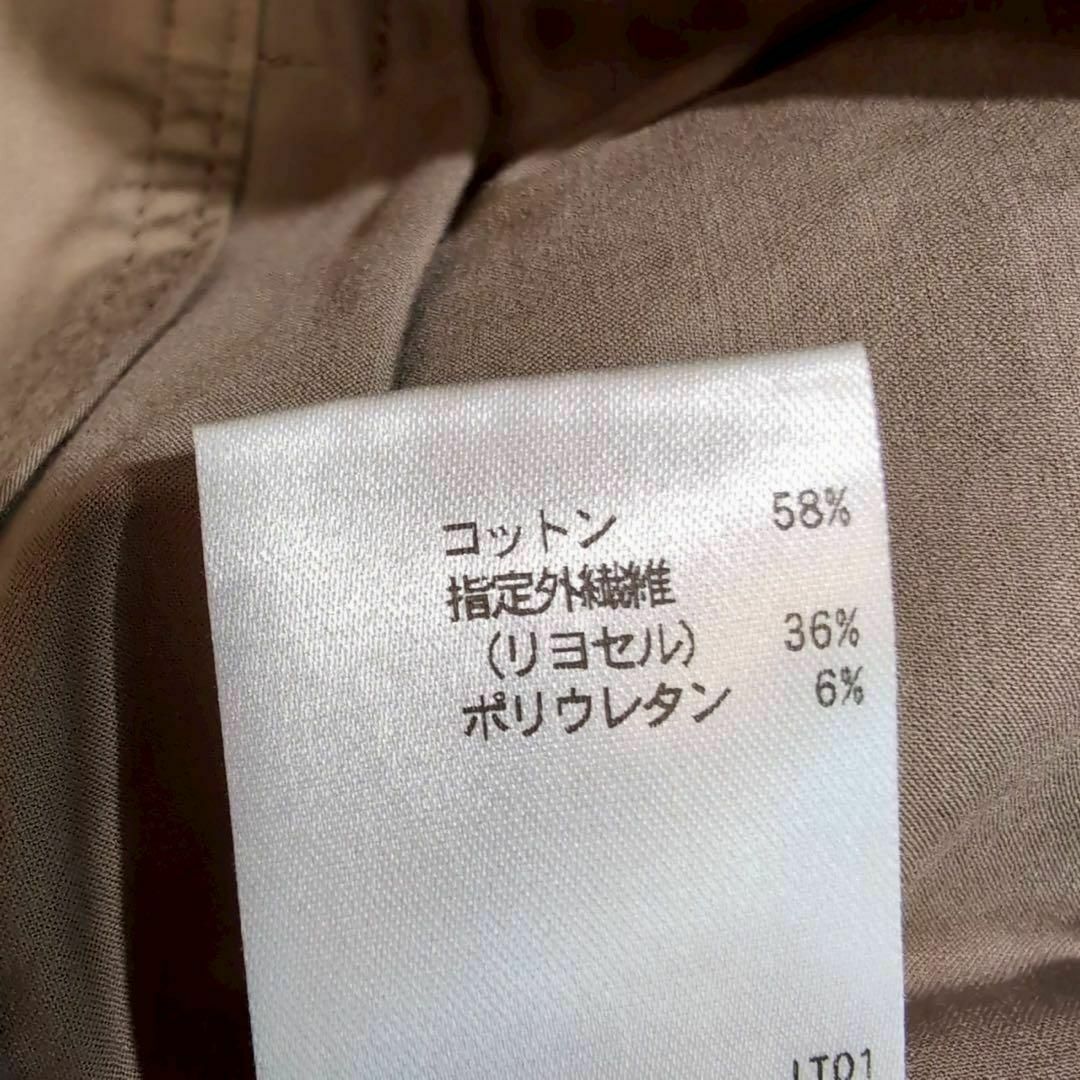 コットン 58%
指定外繊維
(リヨセル) 36%
ポリウレタン 6%